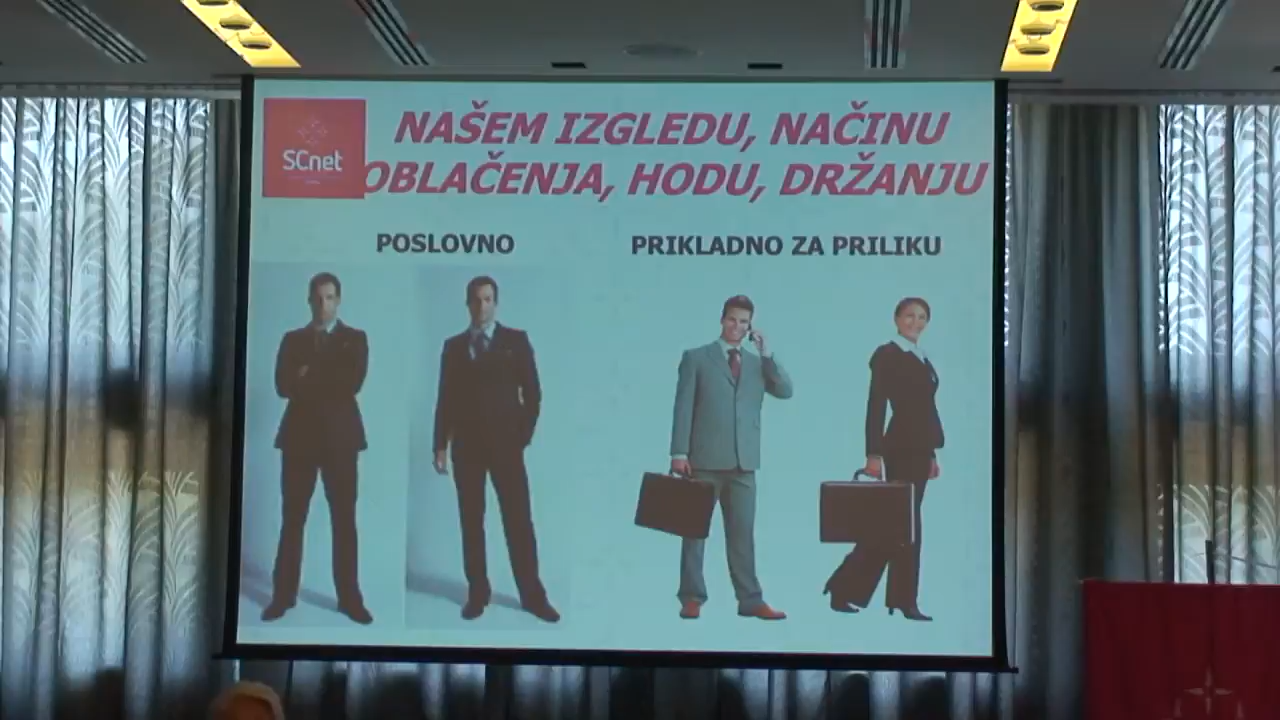 NAŠEM IZGLEDU, NAČINU
SCnet
OBLAČENJA, HODU, DRŽANJU
POSLOVNO
PRIKLADNO ZA PRILIKU